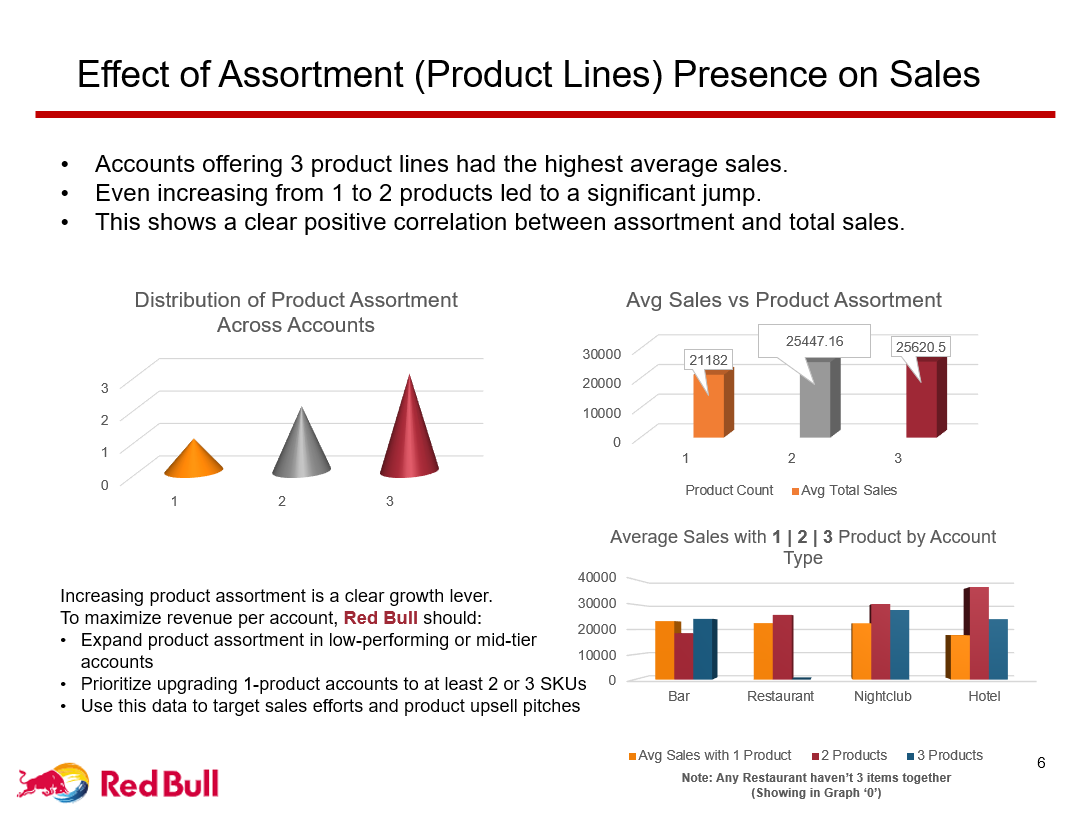 Effect of Assortment (Product Lines) Presence on Sales
• Accounts offering 3 product lines had the highest average sales.
• Even increasing from 1 to 2 products led to a significant jump.
• This shows a clear positive correlation between assortment and total sales.
Distribution of Product Assortment
Across Accounts
3
2
1
0
1 2 3
Avg Sales vs Product Assortment
30000
20000
10000
0
21182
25447.16
25620.5
1 2 3
Product Count Avg Total Sales
Average Sales with 1 | 2 | 3 Product by Account
Type
40000
30000
20000
10000
0
Bar Restaurant Nightclub Hotel
Avg Sales with 1 Product 2 Products 3 Products
Note: Any Restaurant haven’t 3 items together
(Showing in Graph ‘0’)
Increasing product assortment is a clear growth lever.
To maximize revenue per account, Red Bull should:
• Expand product assortment in low-performing or mid-tier
accounts
• Prioritize upgrading 1-product accounts to at least 2 or 3 SKUs
• Use this data to target sales efforts and product upsell pitches
Red Bull
6